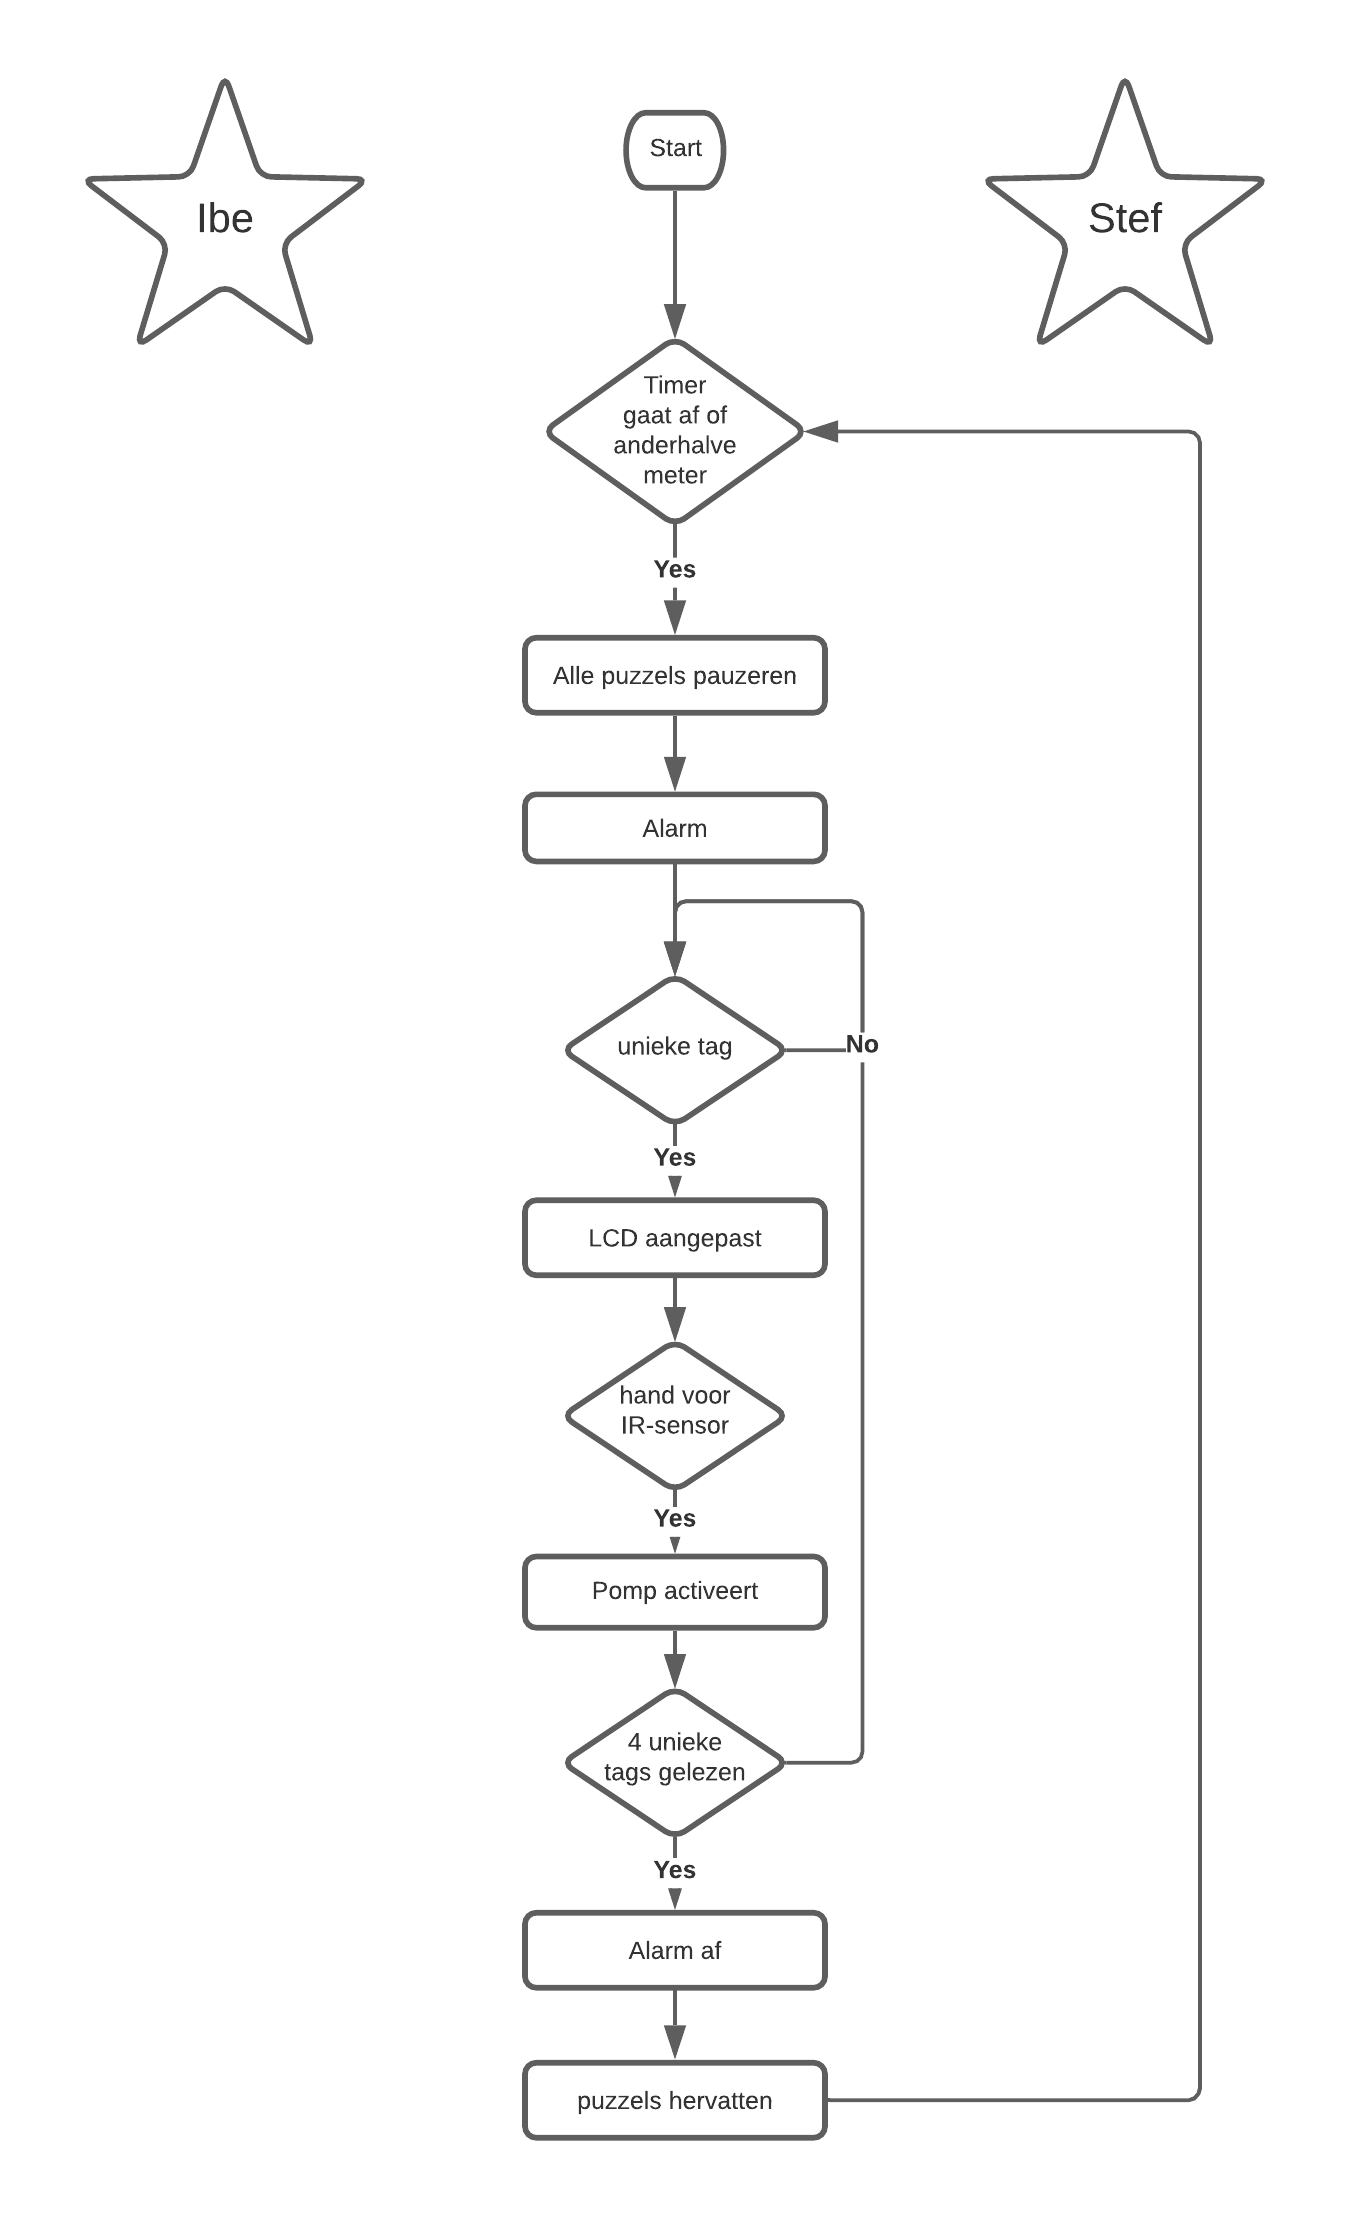 Ibe
Start
Stef
Timer
gaat af of
anderhalve
meter
Yes
Alle puzzels pauzeren
Alarm
unieke tag
No
Yes
LCD aangepast
hand voor
IR-sensor
Yes
Pomp activeert
4 unieke
tags gelezen
Yes
Alarm af
puzzels hervatten